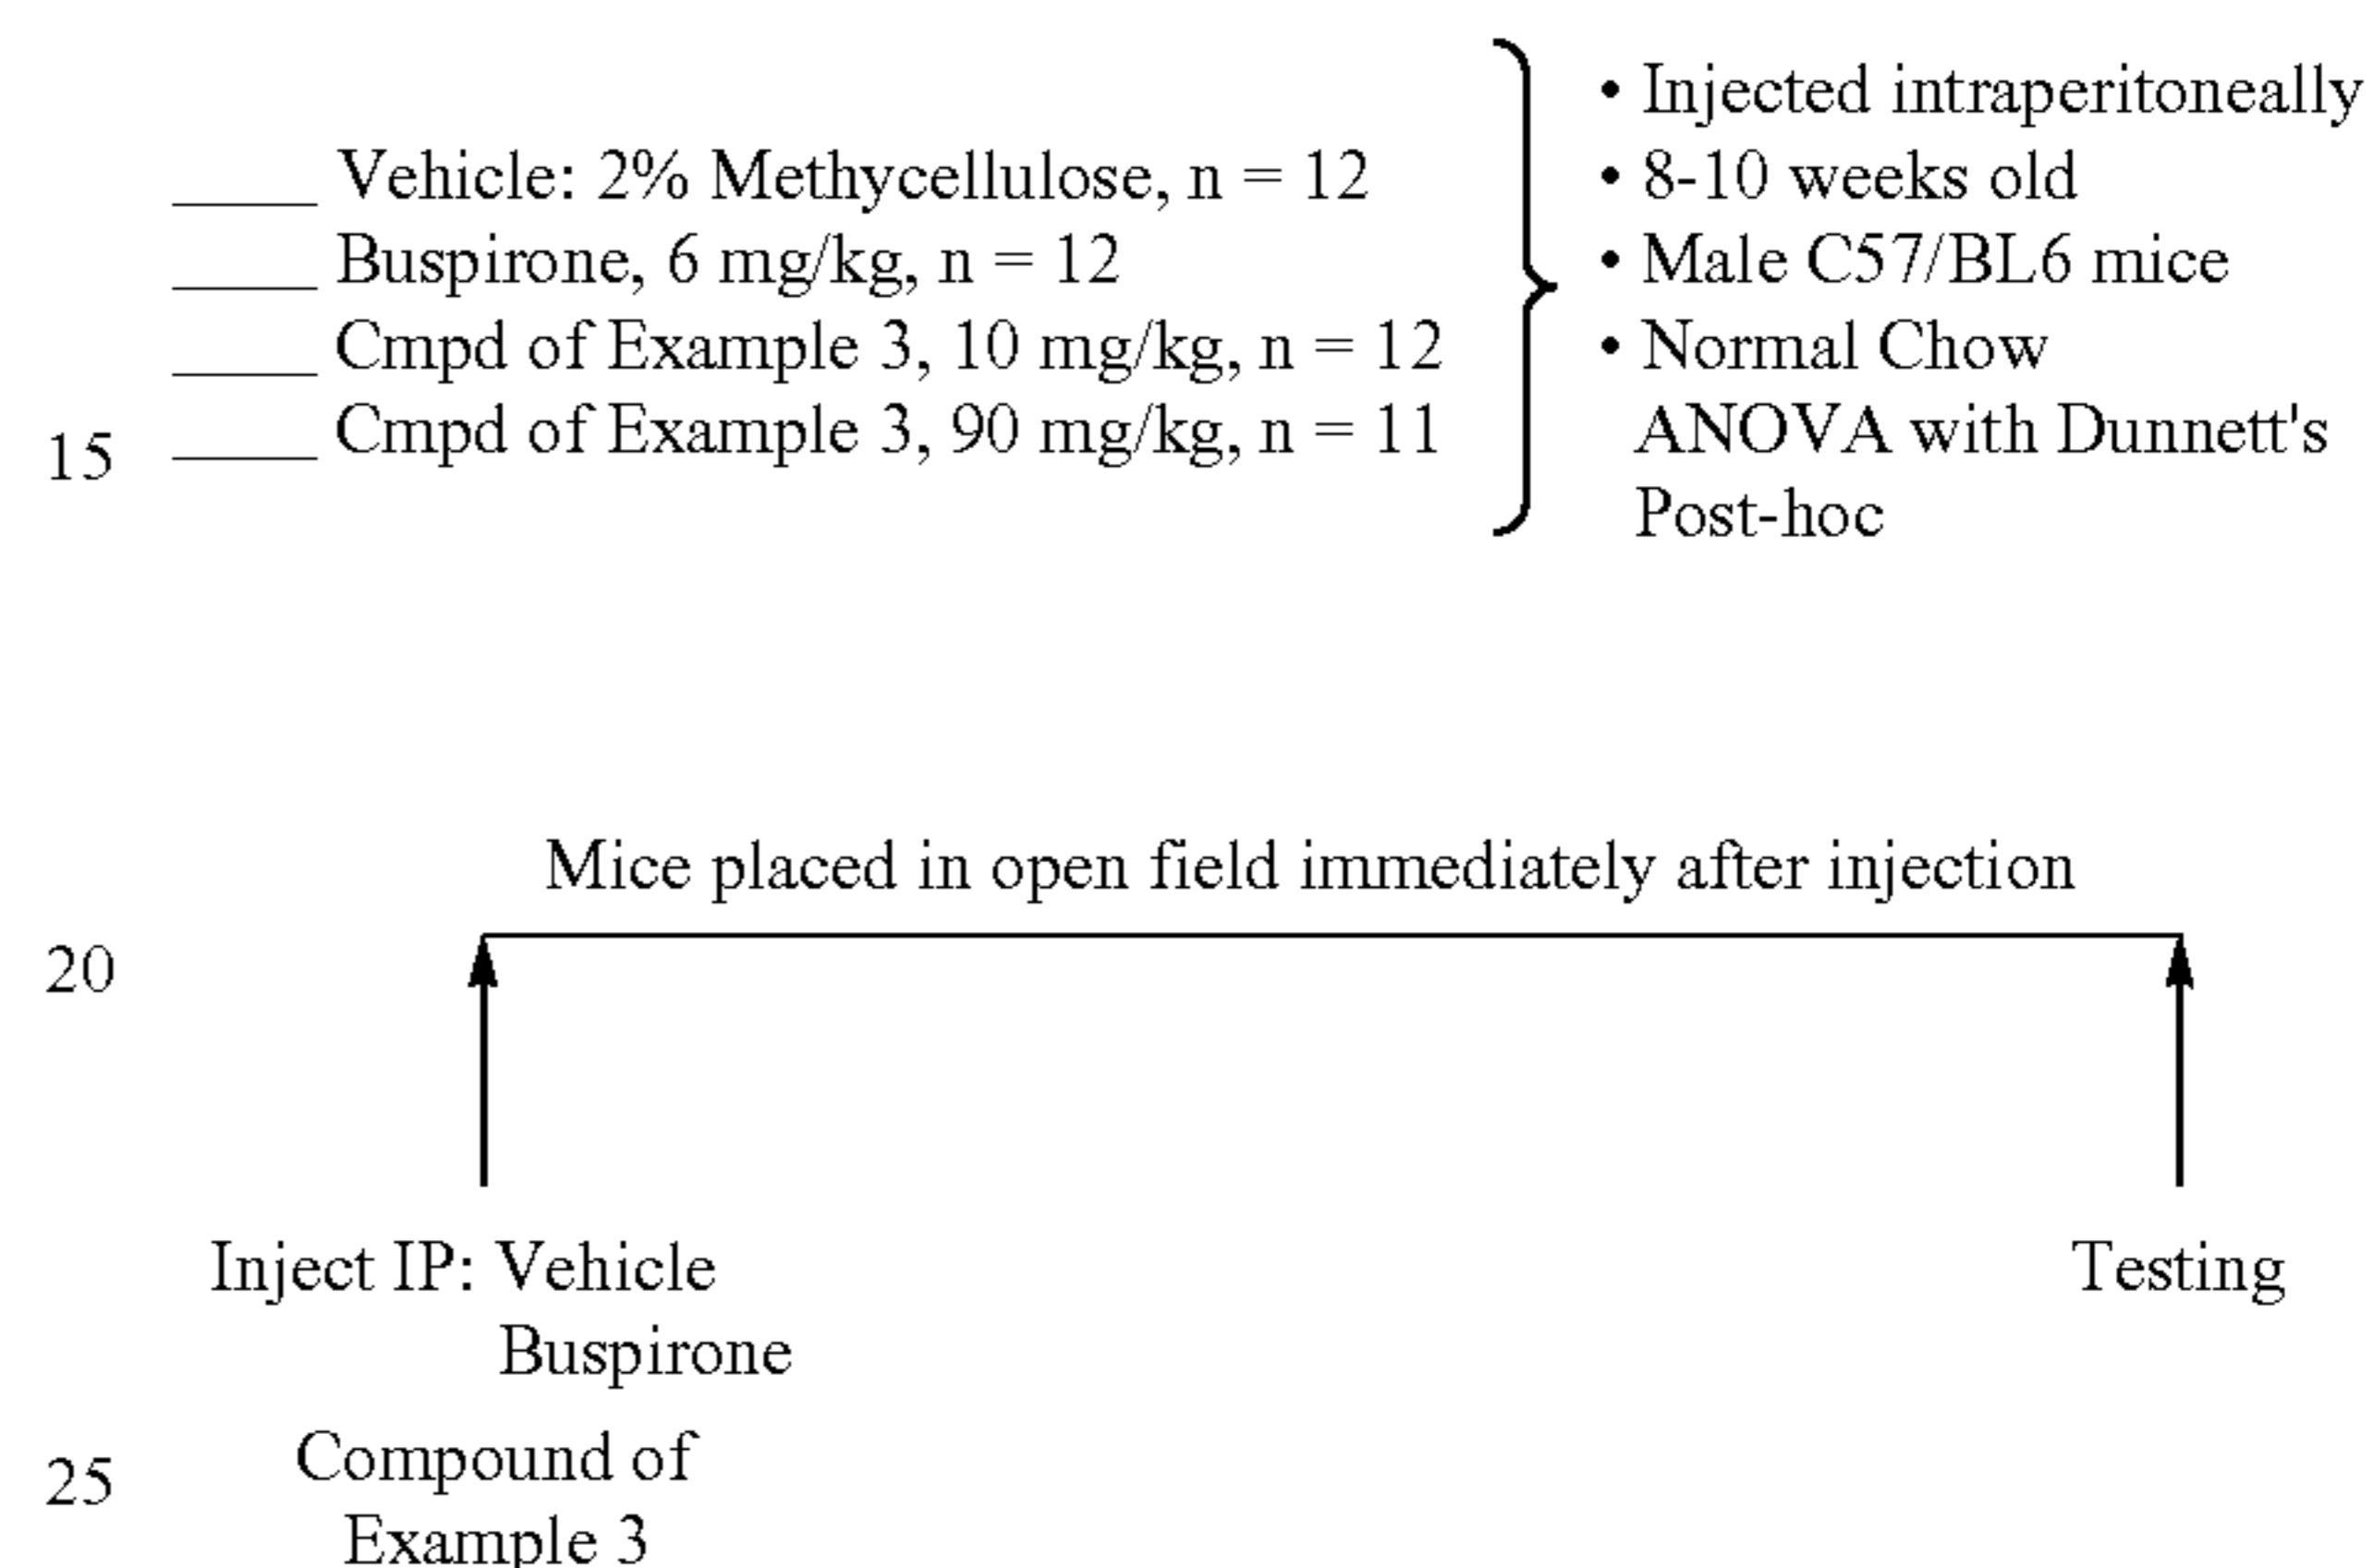 Vehicle: 2% Methycellulose, n = 12
Buspirone, 6 mg/kg, n = 12
Cmpd of Example 3, 10 mg/kg, n = 12
15 Cmpd of Example 3, 90 mg/kg, n = 11
• Injected intraperitoneally
• 8-10 weeks old
• Male C57/BL6 mice
• Normal Chow
ANOVA with Dunnett's
Post-hoc
Mice placed in open field immediately after injection
20
Inject IP: Vehicle
Buspirone
25 Compound of
Example 3
Testing